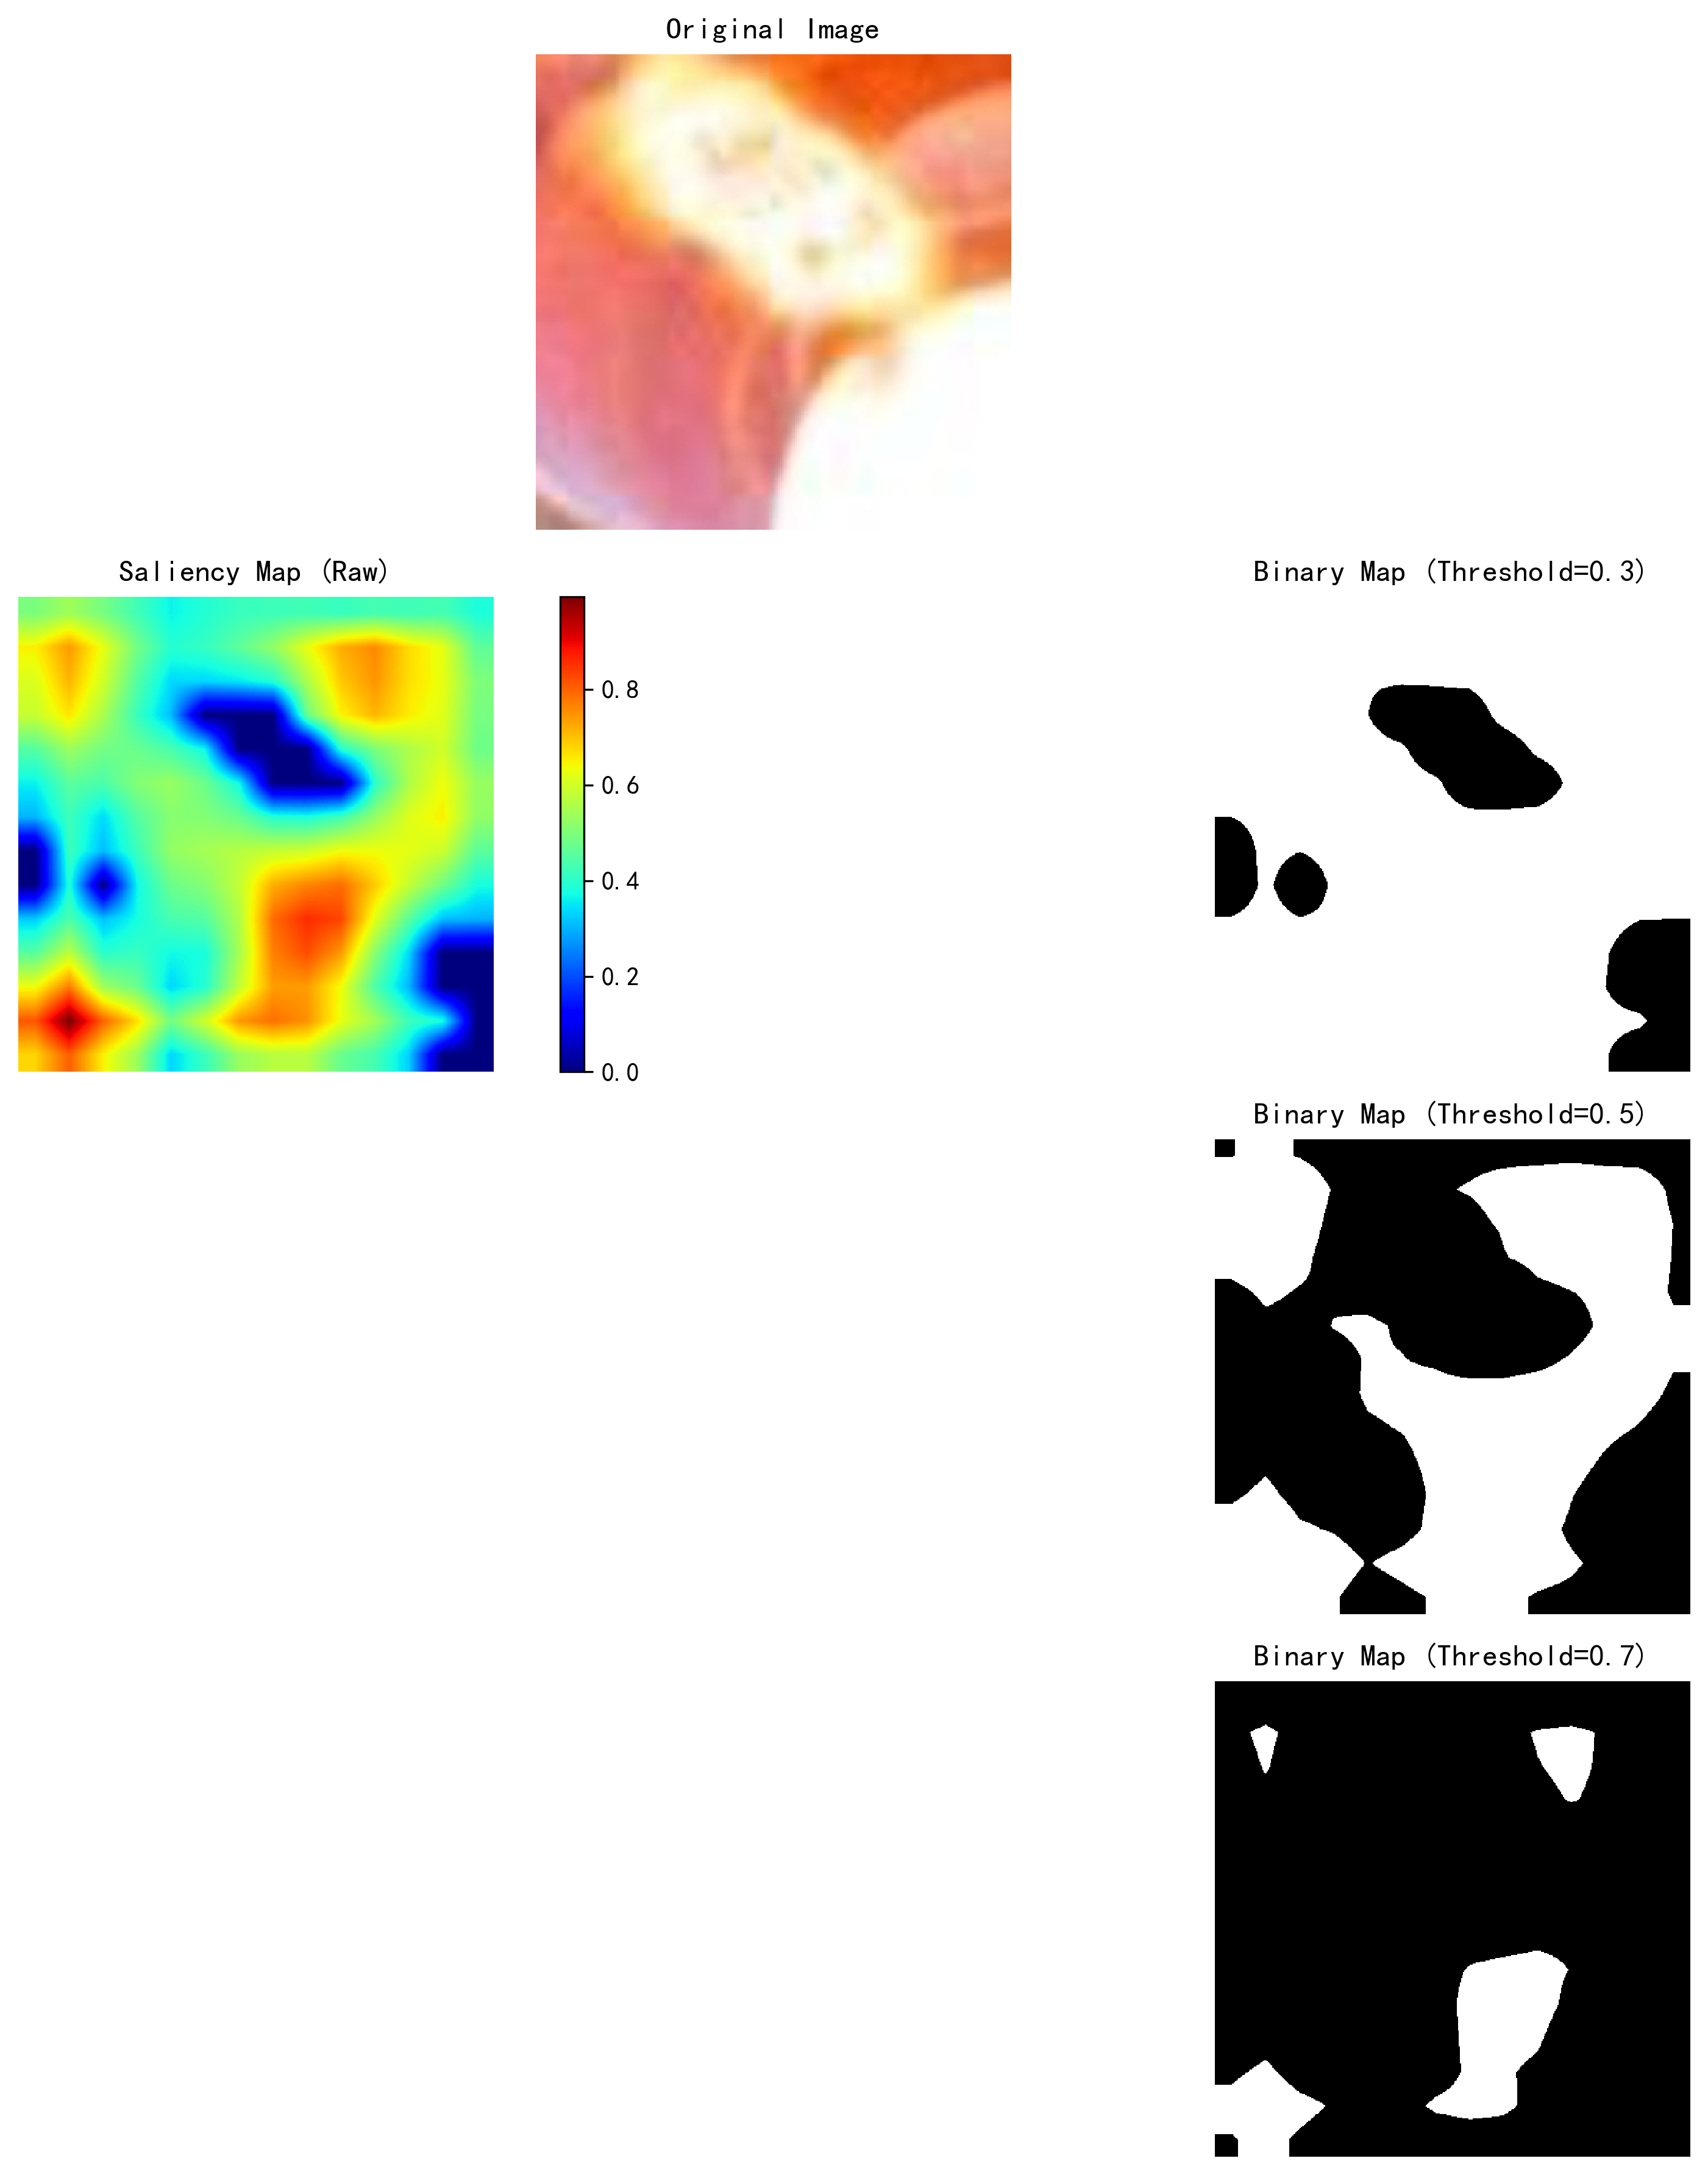 Original Image
Saliency Map (Raw)
Binary Map (Threshold=0.3)
0.8
0.6
0.4
0.2
0.0
Binary Map (Threshold=0.5)
Binary Map (Threshold=0.7)